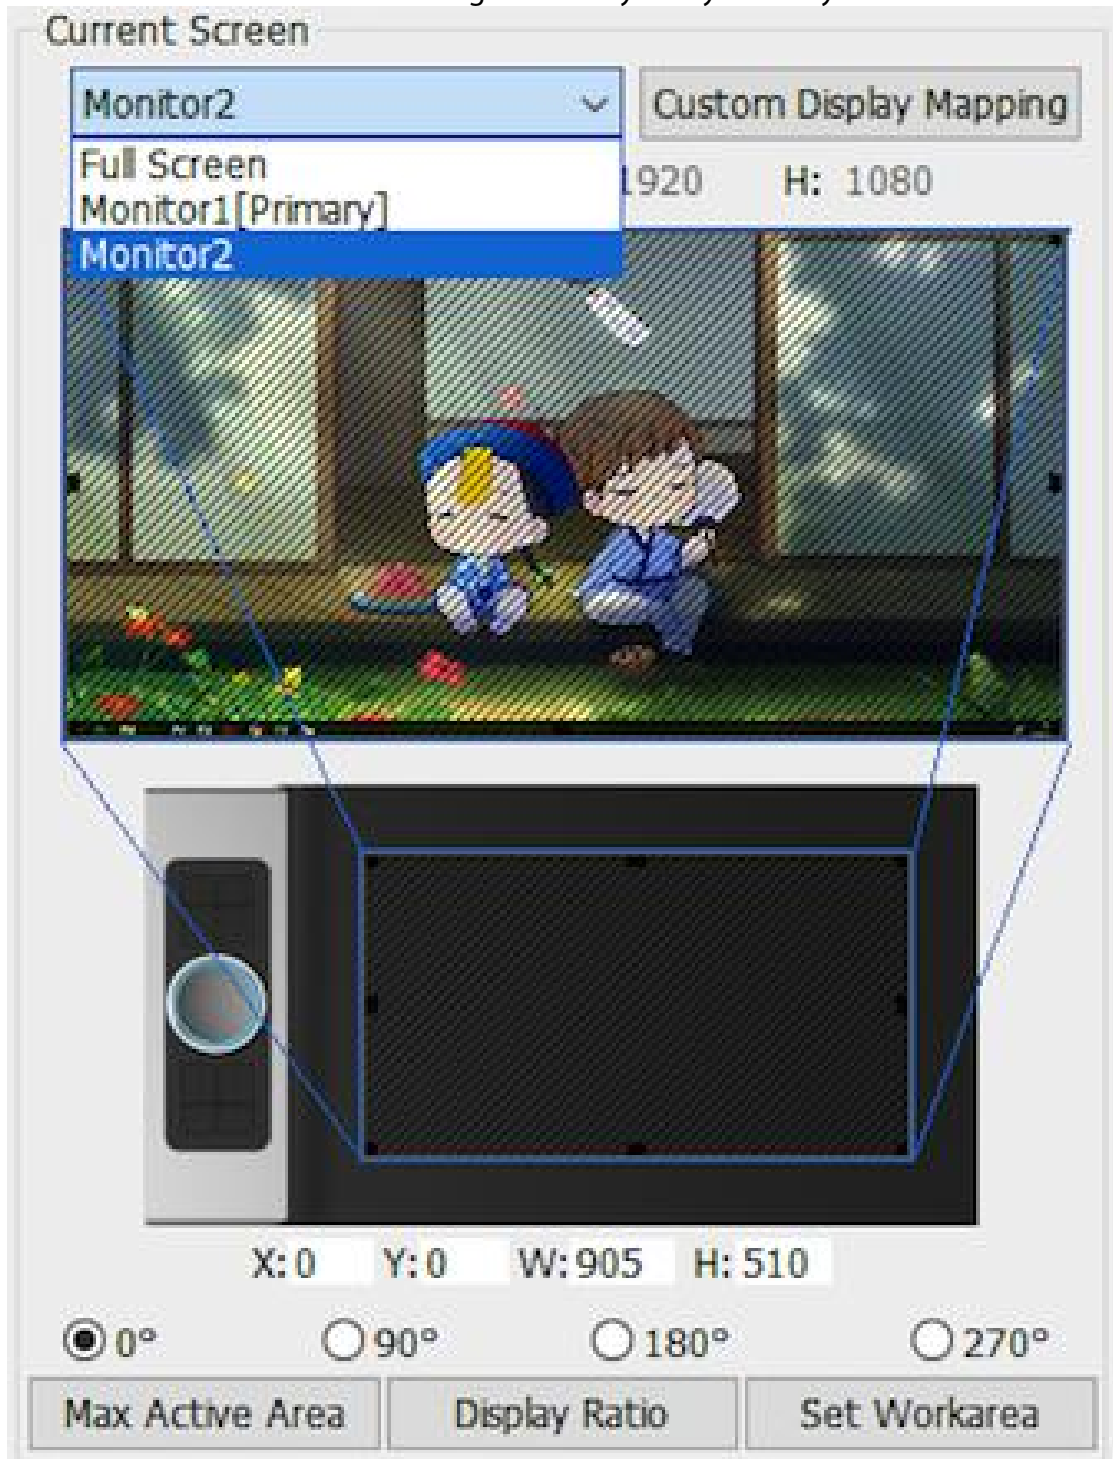 Current Screen
Monitor2
Custom Display Mapping
Full Screen
1920 H: 1080
Monitor1[Primary]
Monitor2
X: 0 Y: 0 W: 905 H: 510
0° 90° 180° 270°
Max Active Area Display Ratio Set Workarea